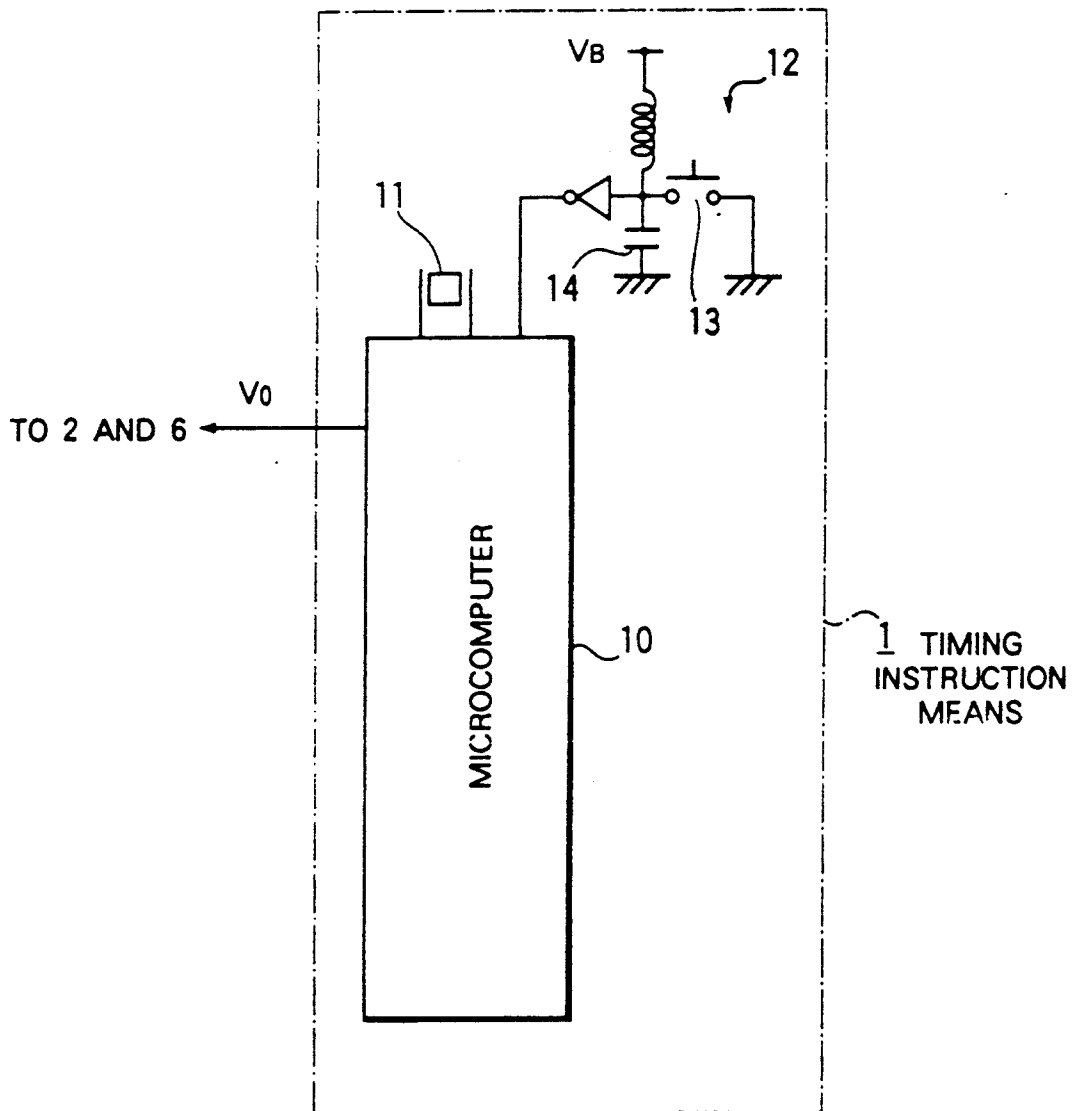 VB
12
11
14
13
V0
TO 2 AND 6
MICROCOMPUTER
10
1 TIMING
INSTRUCTION
MEANS